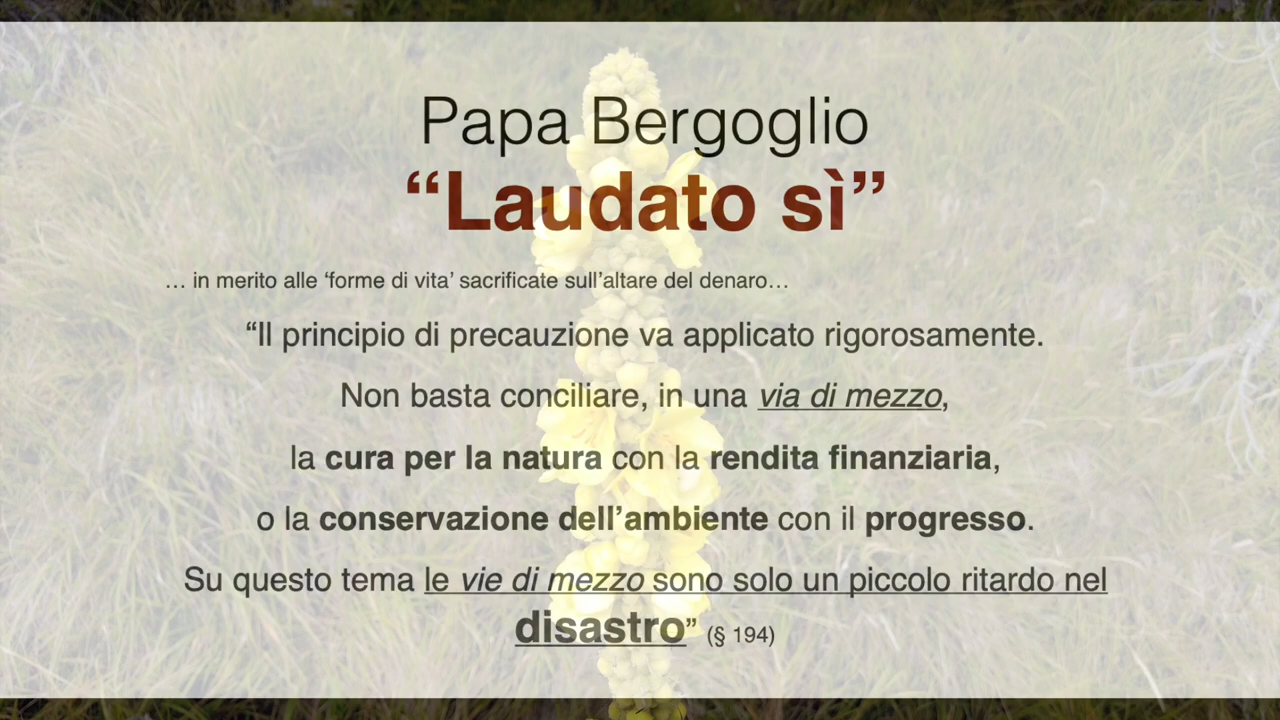 Papa Bergoglio
“Laudato sì”
… in merito alle ‘forme di vita’ sacrificate sull’altare del denaro…
“Il principio di precauzione va applicato rigorosamente.
Non basta conciliare, in una via di mezzo,
la cura per la natura con la rendita finanziaria,
o la conservazione dell’ambiente con il progresso.
Su questo tema le vie di mezzo sono solo un piccolo ritardo nel
disastro” (§ 194)